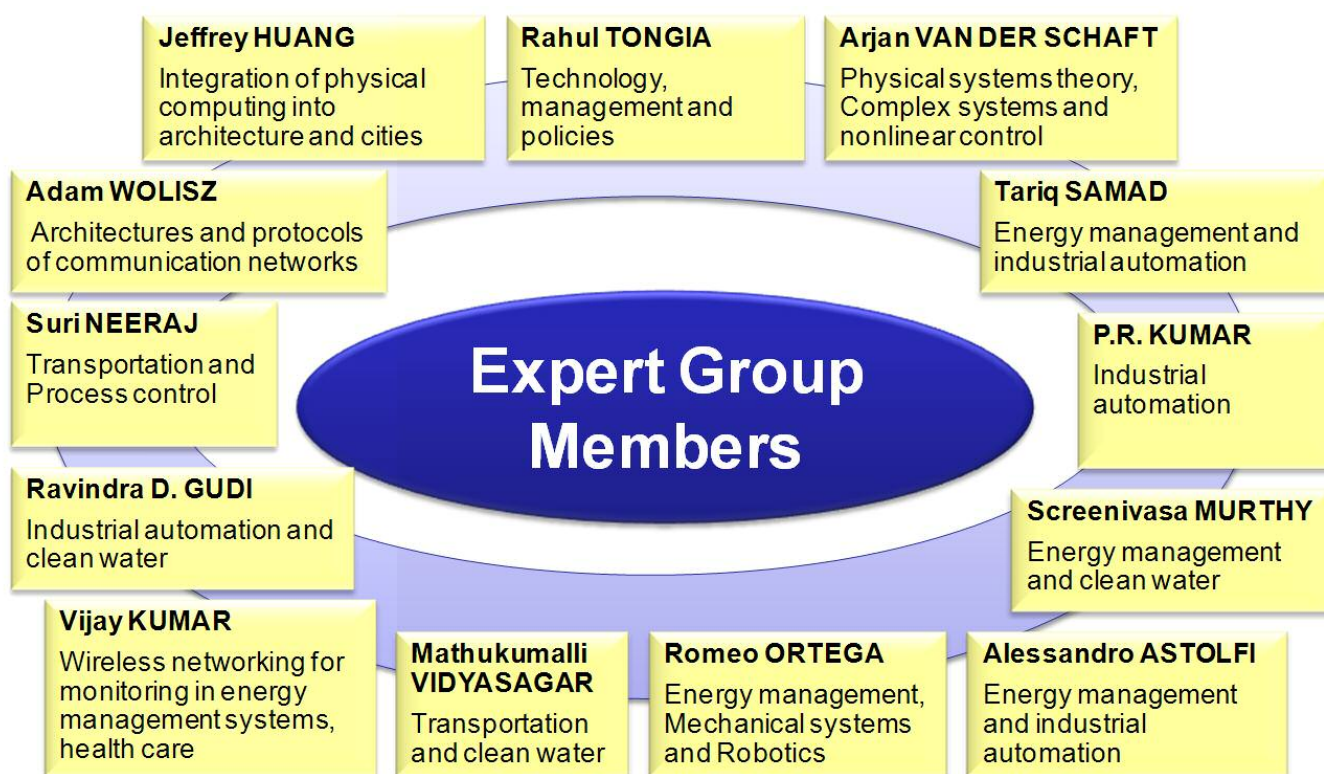 Jeffrey HUANG
Integration of physical
computing into
architecture and cities
Rahul TONGIA
Technology,
management and
policies
Arjan VAN DER SCHAFT
Physical systems theory,
Complex systems and
nonlinear control
Adam WOLISZ
Architectures and protocols
of communication networks
Tariq SAMAD
Energy management and
industrial automation
Suri NEERAJ
Transportation and
Process control
Expert Group
Members
P.R. KUMAR
Industrial
automation
Ravindra D. GUDI
Industrial automation and
clean water
Screenivasa MURTHY
Energy management
and clean water
Vijay KUMAR
Wireless networking for
monitoring in energy
management systems,
health care
Mathukumalli
VIDYASAGAR
Transportation
and clean water
Romeo ORTEGA
Energy management,
Mechanical systems
and Robotics
Alessandro ASTOLFI
Energy management
and industrial
automation